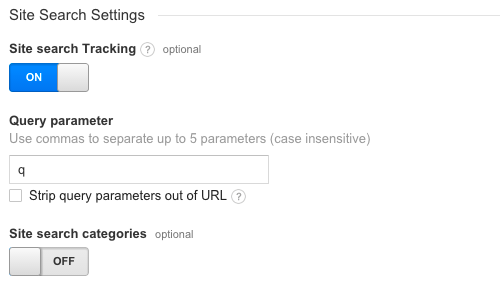 Site Search Settings
Site search Tracking ? optional
ON
Query parameter
Use commas to separate up to 5 parameters (case insensitive)
q
Strip query parameters out of URL ?
Site search categories optional
OFF